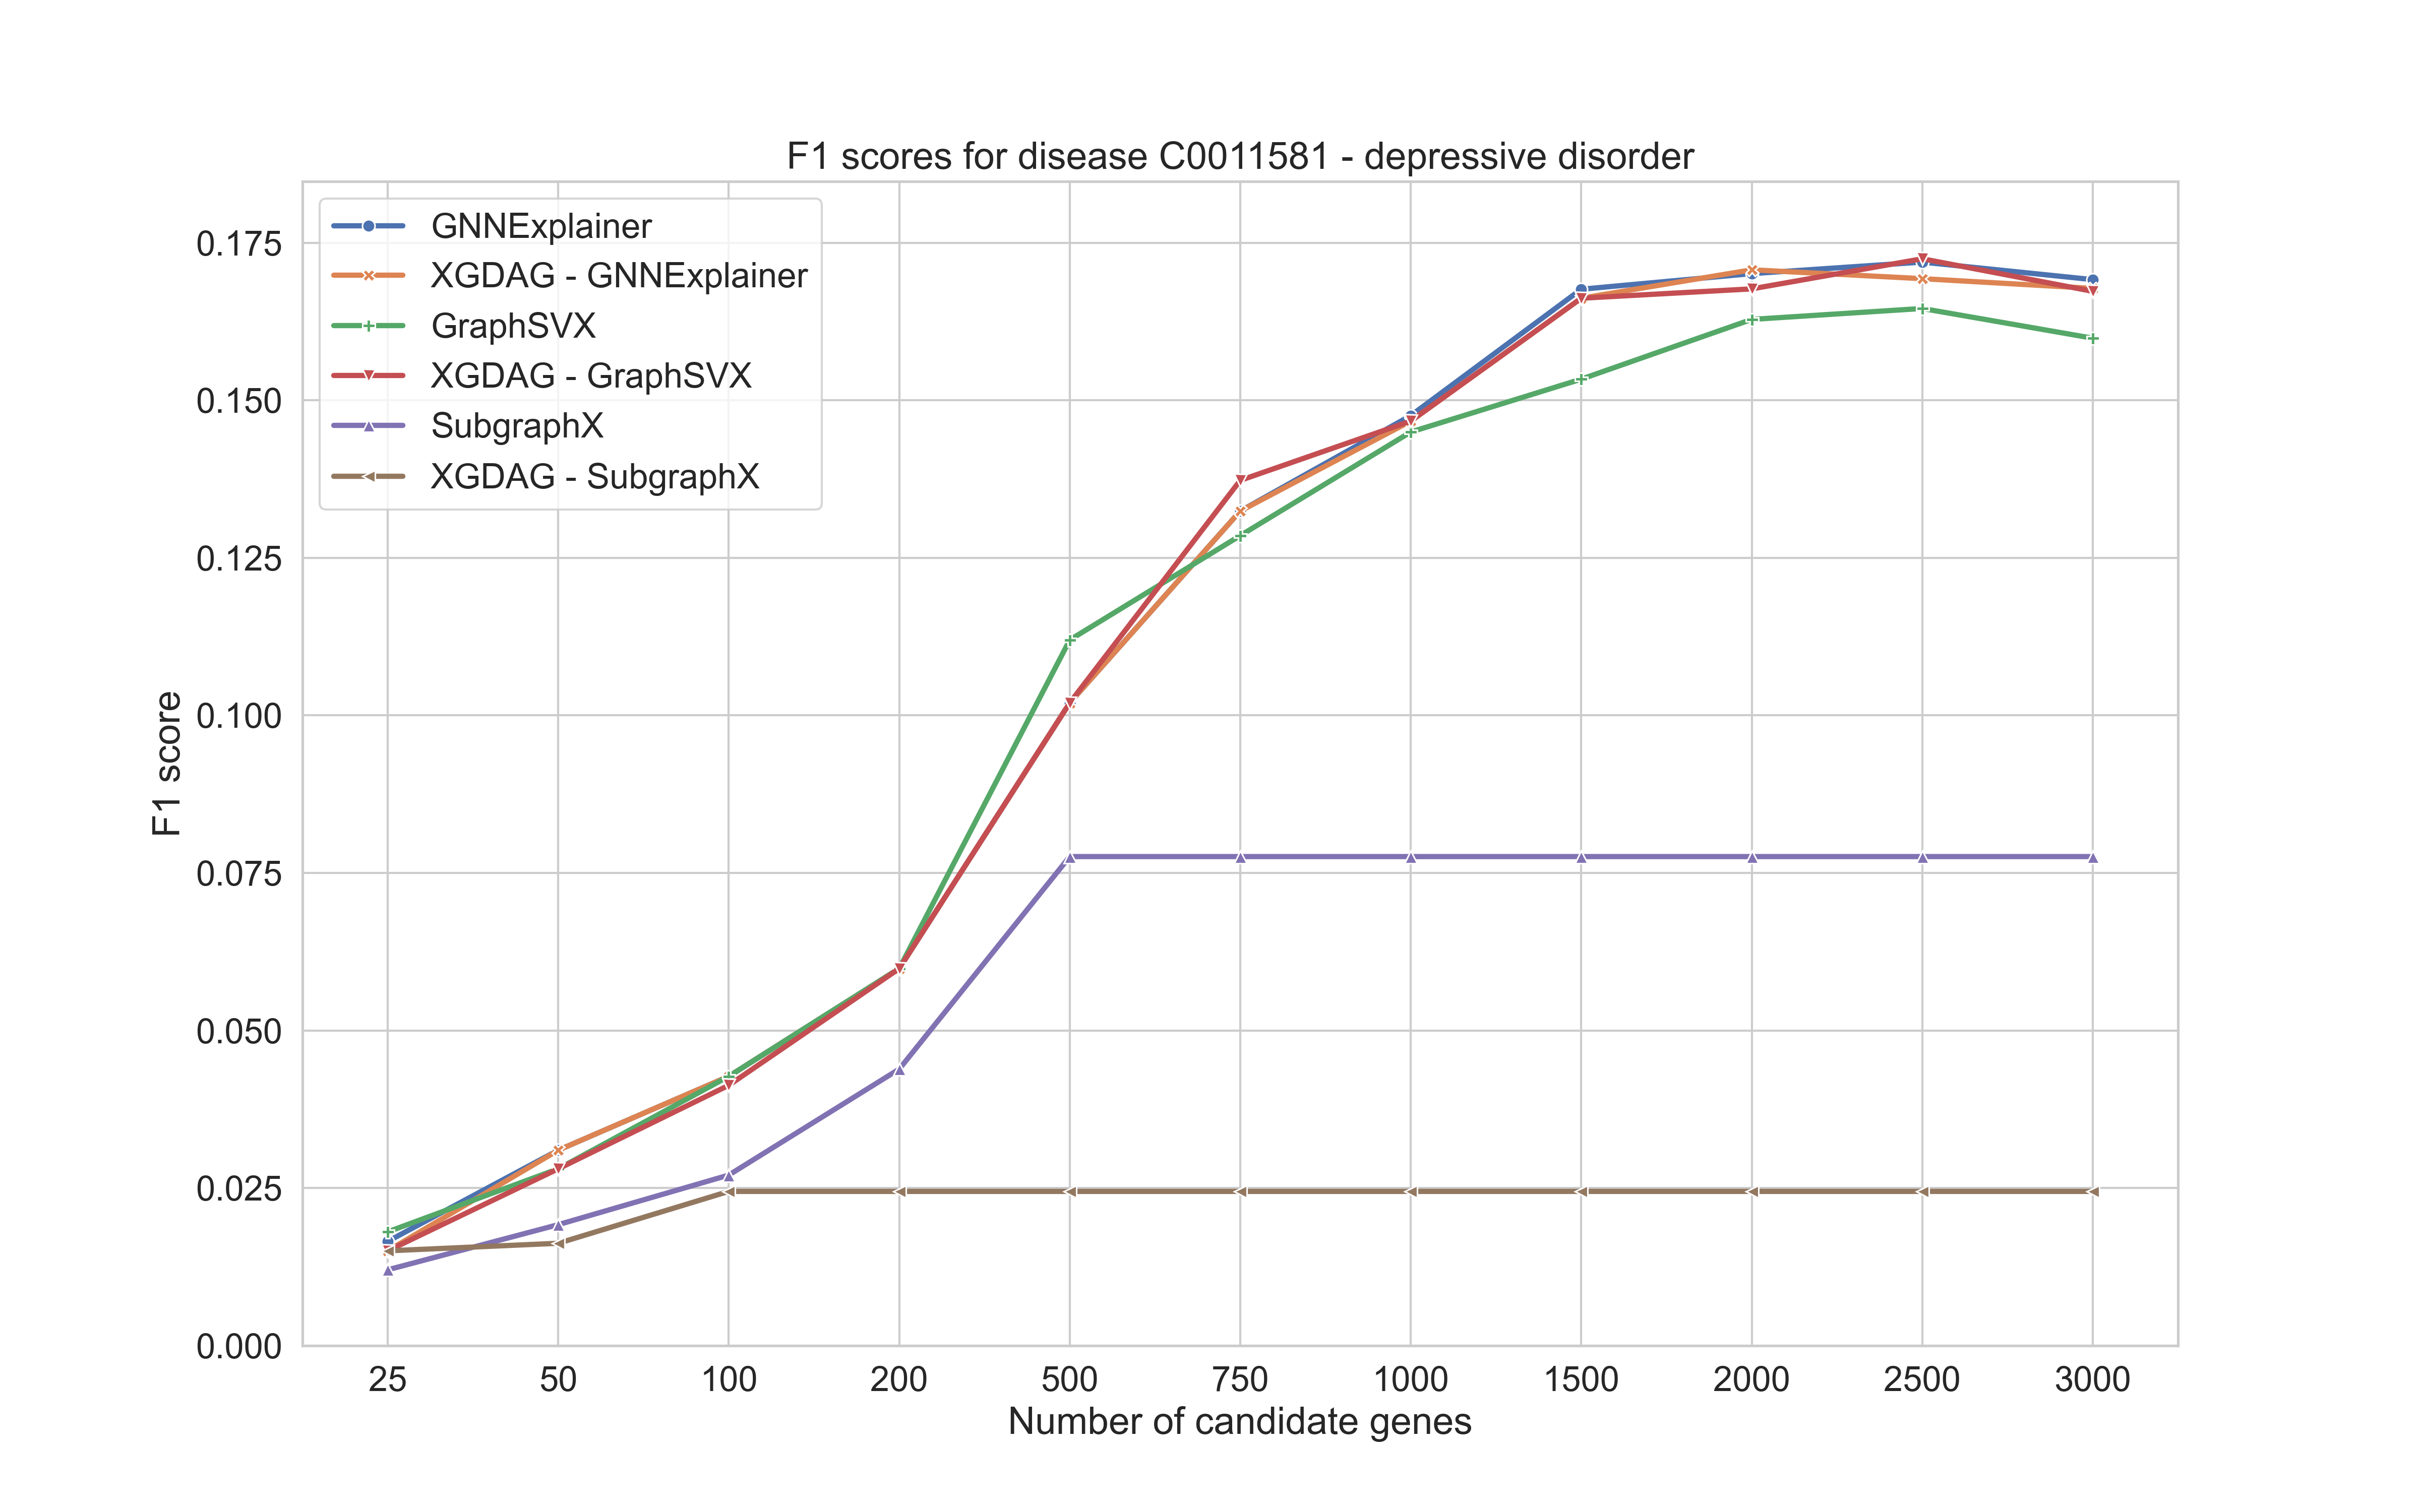 F1 scores for disease C0011581 - depressive disorder
GNNExplainer
XGDAG - GNNExplainer
GraphSVX
XGDAG - GraphSVX
SubgraphX
XGDAG - SubgraphX
F1 score
0.175
0.150
0.125
0.100
0.075
0.050
0.025
0.000
25 50 100 200 500 750 1000 1500 2000 2500 3000
Number of candidate genes